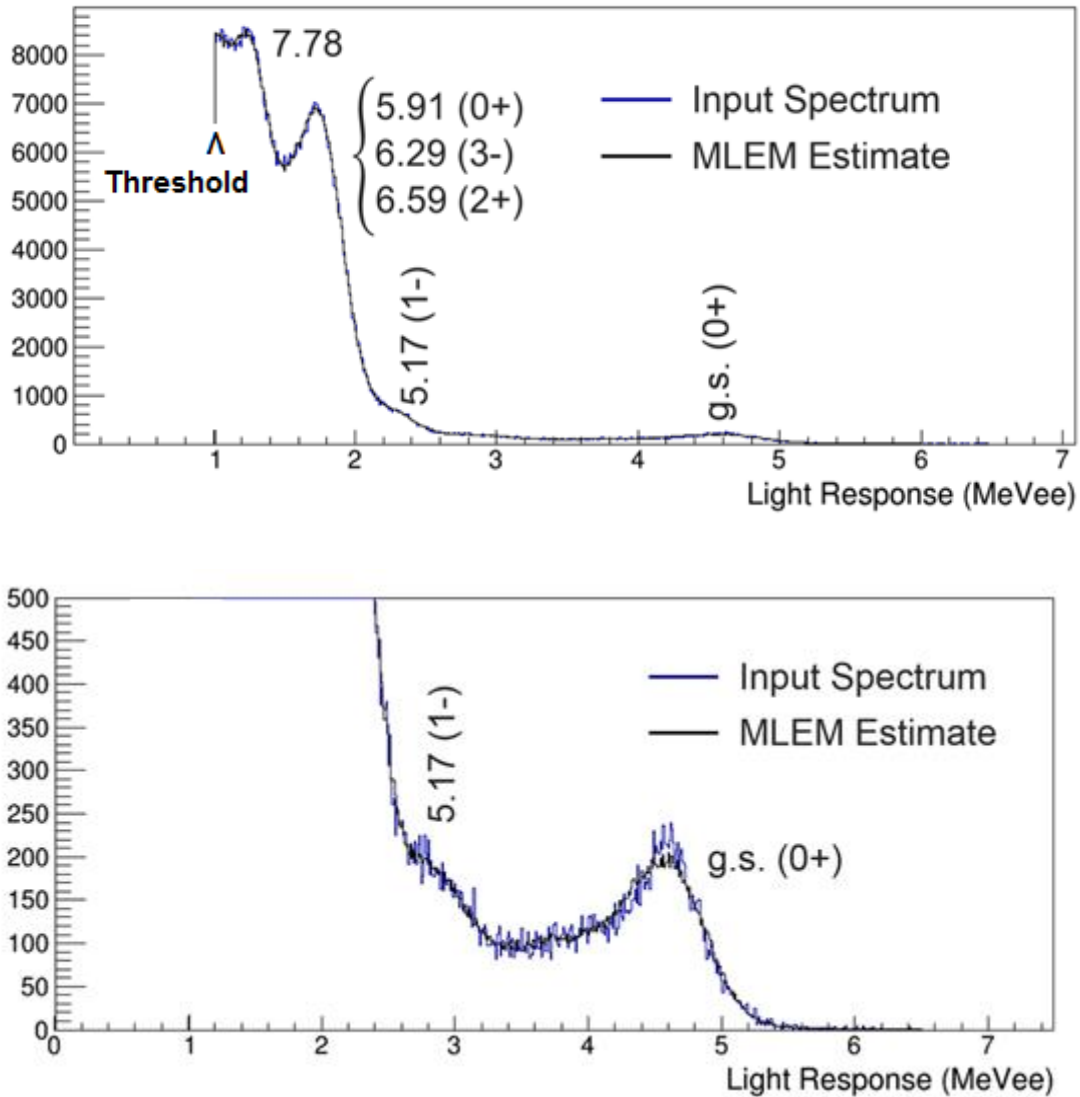 8000
7000
6000
5000
4000
3000
2000
1000
0
7.78
5.91 (0+)
6.29 (3-)
6.59 (2+)
Input Spectrum
MLEM Estimate
^
Threshold
5.17 (1-)
g.s. (0+)
1 2 3 4 5 6 7
Light Response (MeVee)
500
450
400
350
300
250
200
150
100
50
0
Input Spectrum
MLEM Estimate
5.17 (1-)
g.s. (0+)
0 1 2 3 4 5 6 7
Light Response (MeVee)